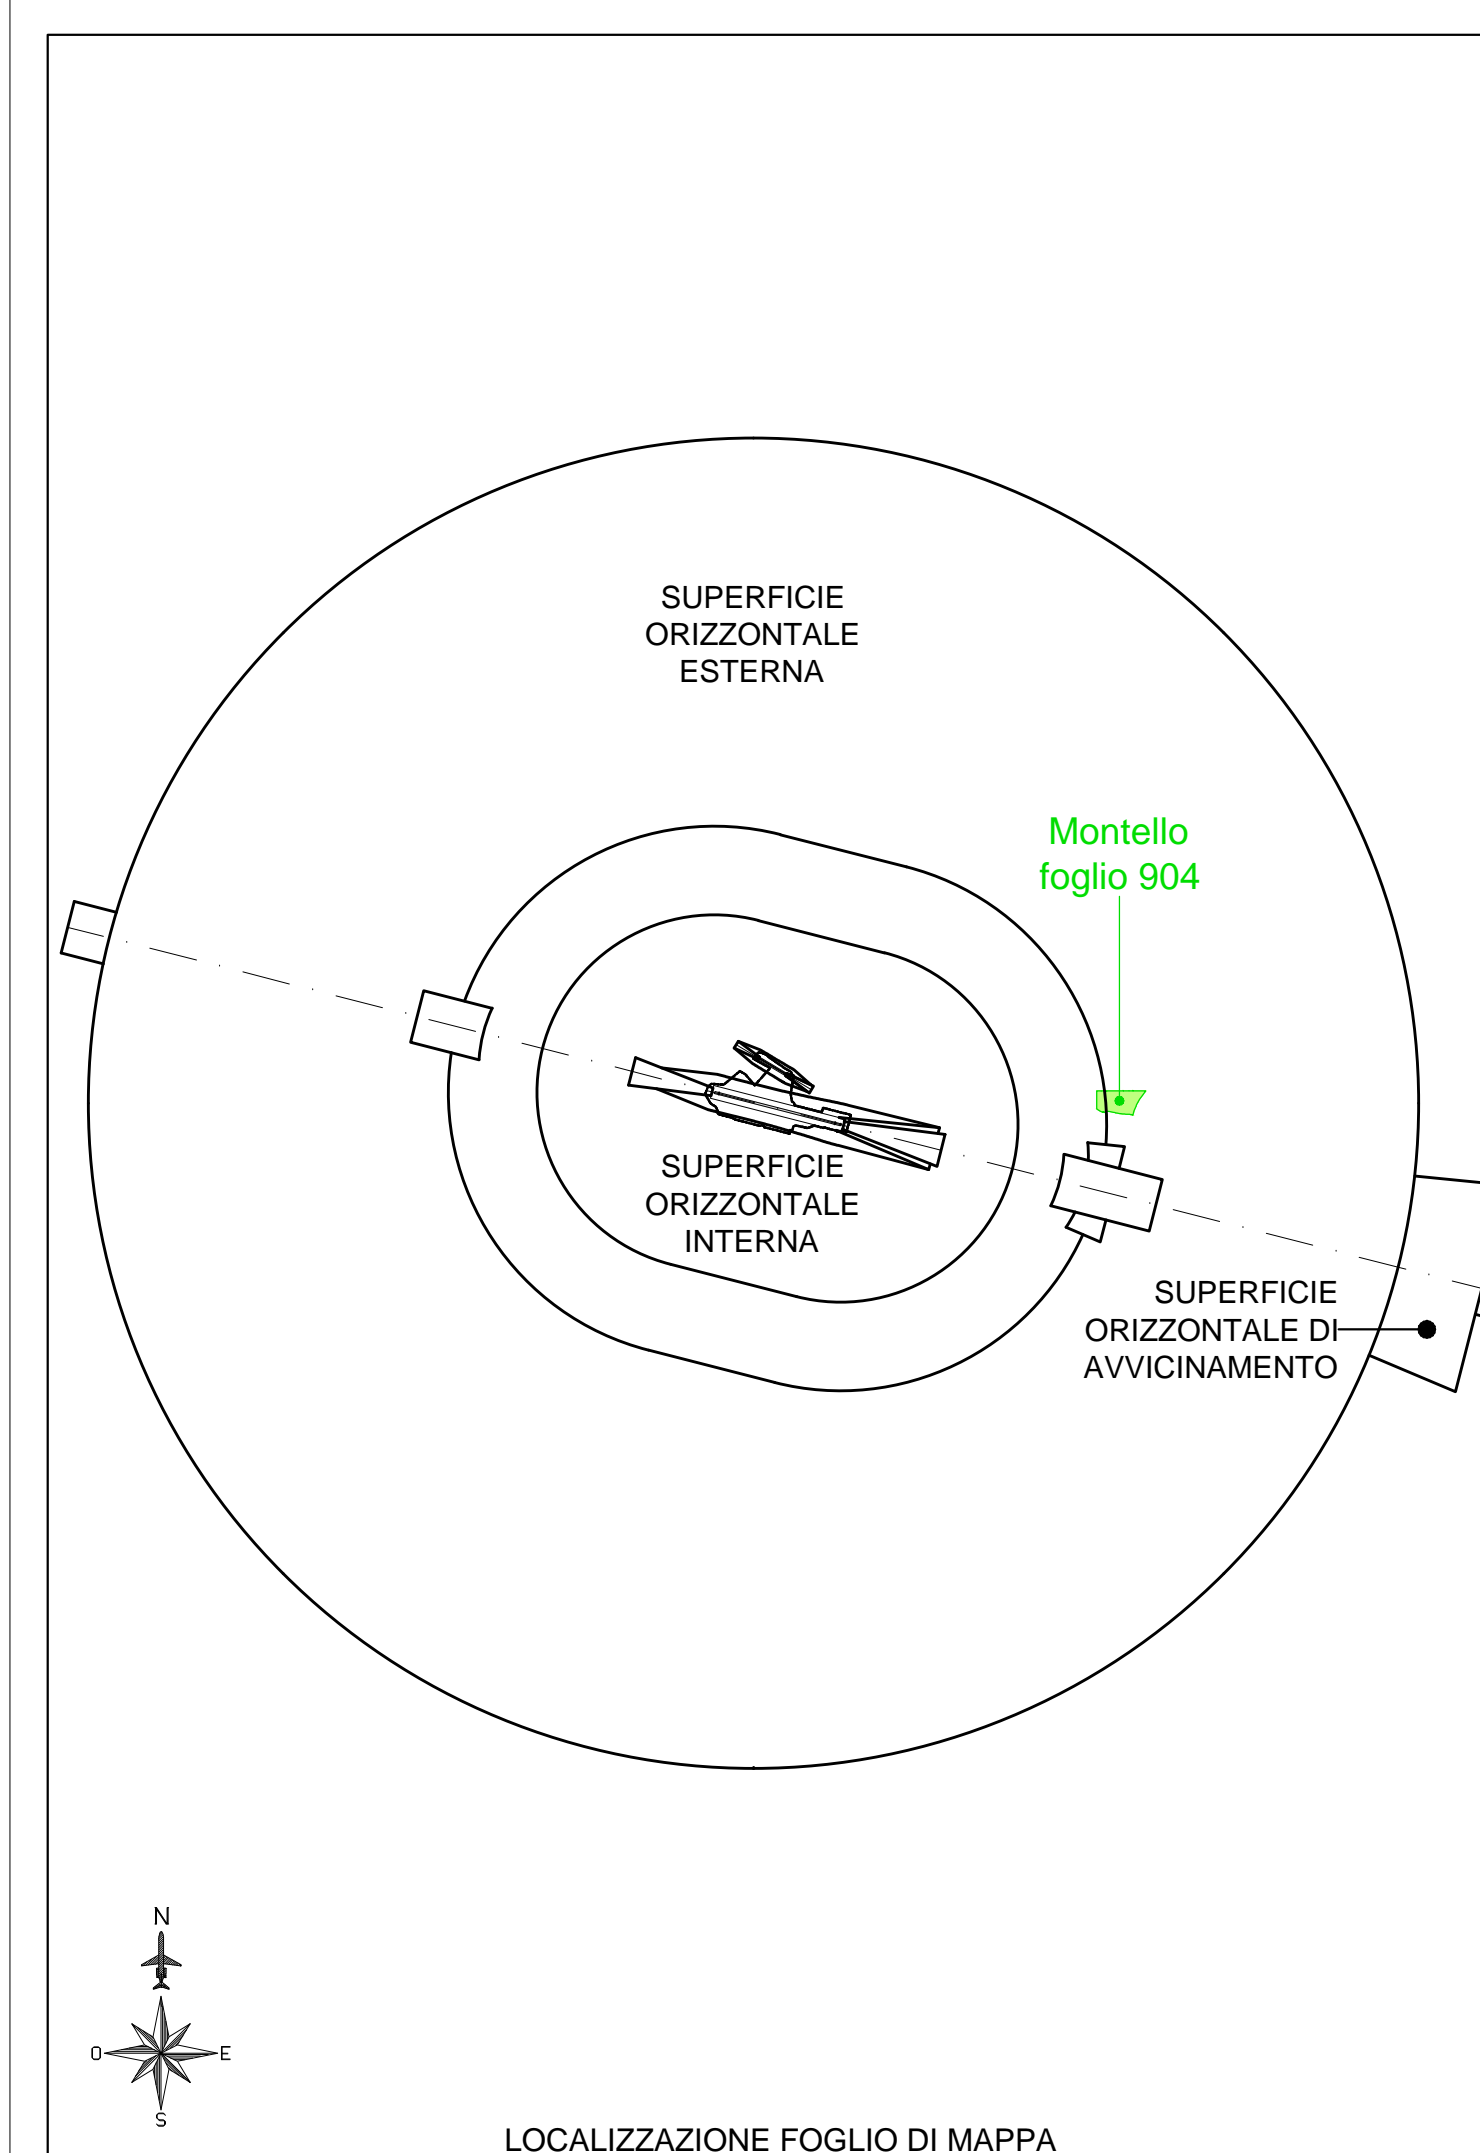 SUPERFICIE
ORIZZONTALE
ESTERNA
Montello
foglio 904
SUPERFICIE
ORIZZONTALE
INTERNA
SUPERFICIE
ORIZZONTALE DI
AVVICINAMENTO
N
O
E
S
LOCALIZZAZIONE FOGLIO DI MAPPA